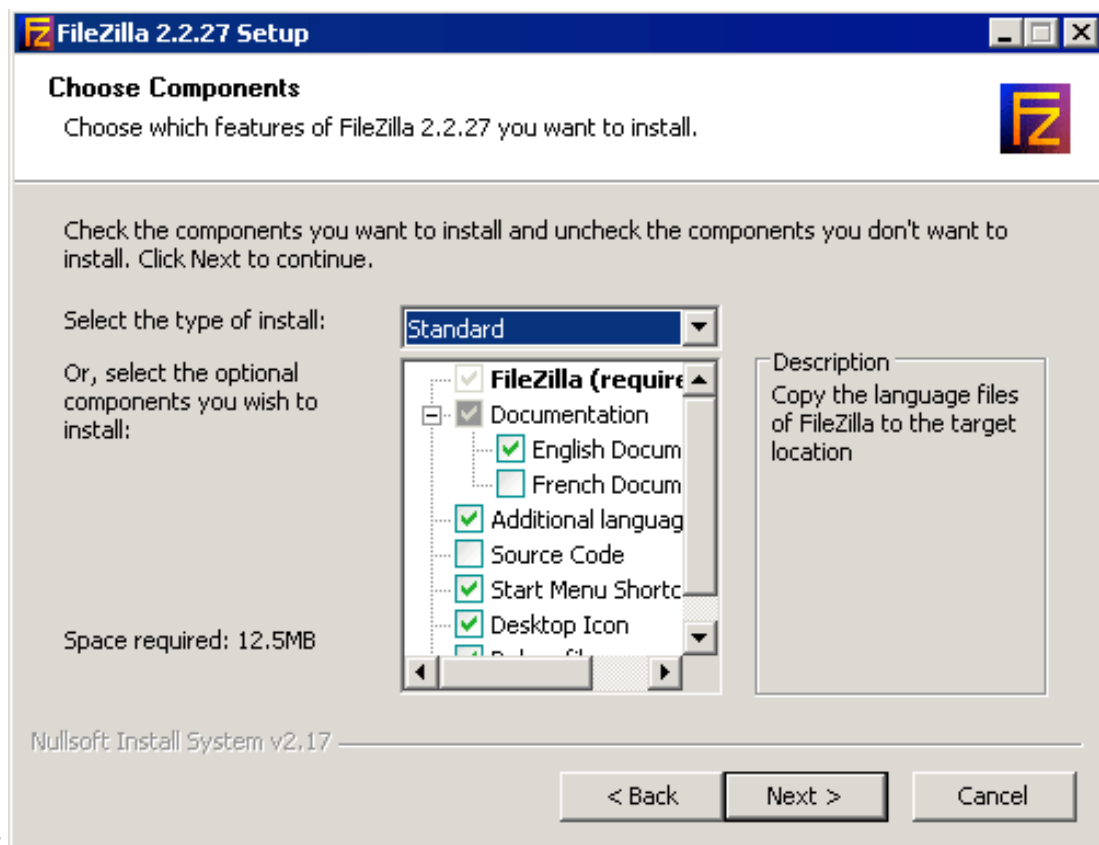 FileZilla 2.2.27 Setup
Choose Components
Choose which features of FileZilla 2.2.27 you want to install.
Check the components you want to install and uncheck the components you don't want to
install. Click Next to continue.
Select the type of install:
Standard
Or, select the optional
components you wish to
install:
FileZilla (require
Documentation
English Docum
French Docum
Additional languag
Source Code
Start Menu Shortc
Desktop Icon
Description
Copy the language files
of FileZilla to the target
location
Space required: 12.5MB
Nullsoft Install System v2.17
< Back
Next >
Cancel